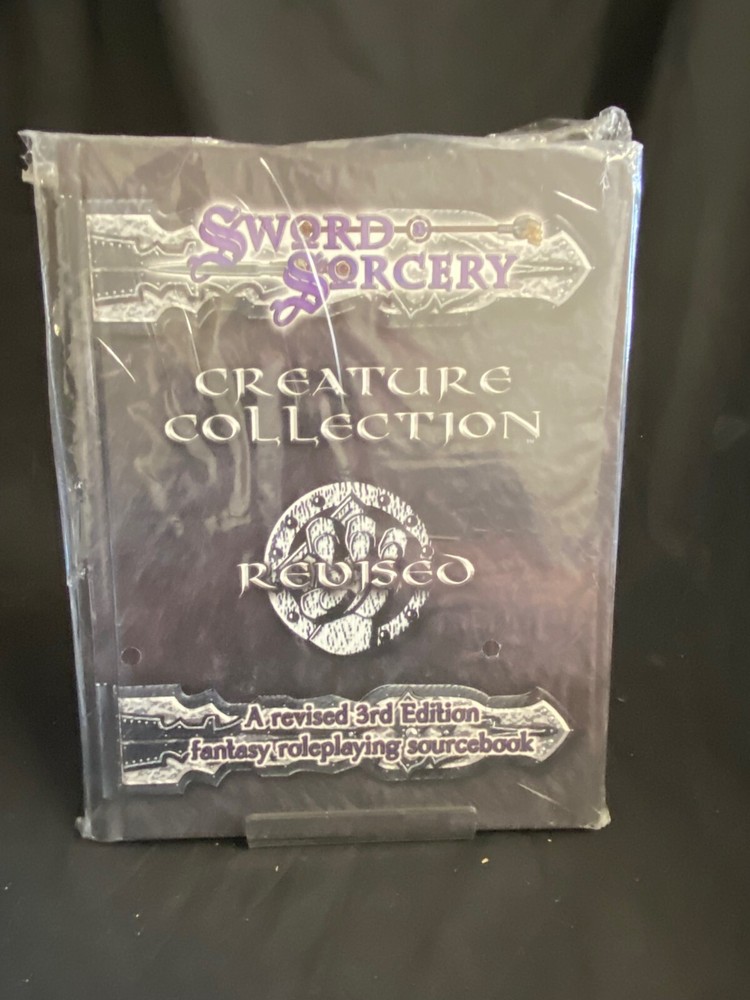 SWORD &
SORCERY
CREATURE
COLLECTION
REVISED
A revised 3rd Edition
fantasy roleplaying sourcebook